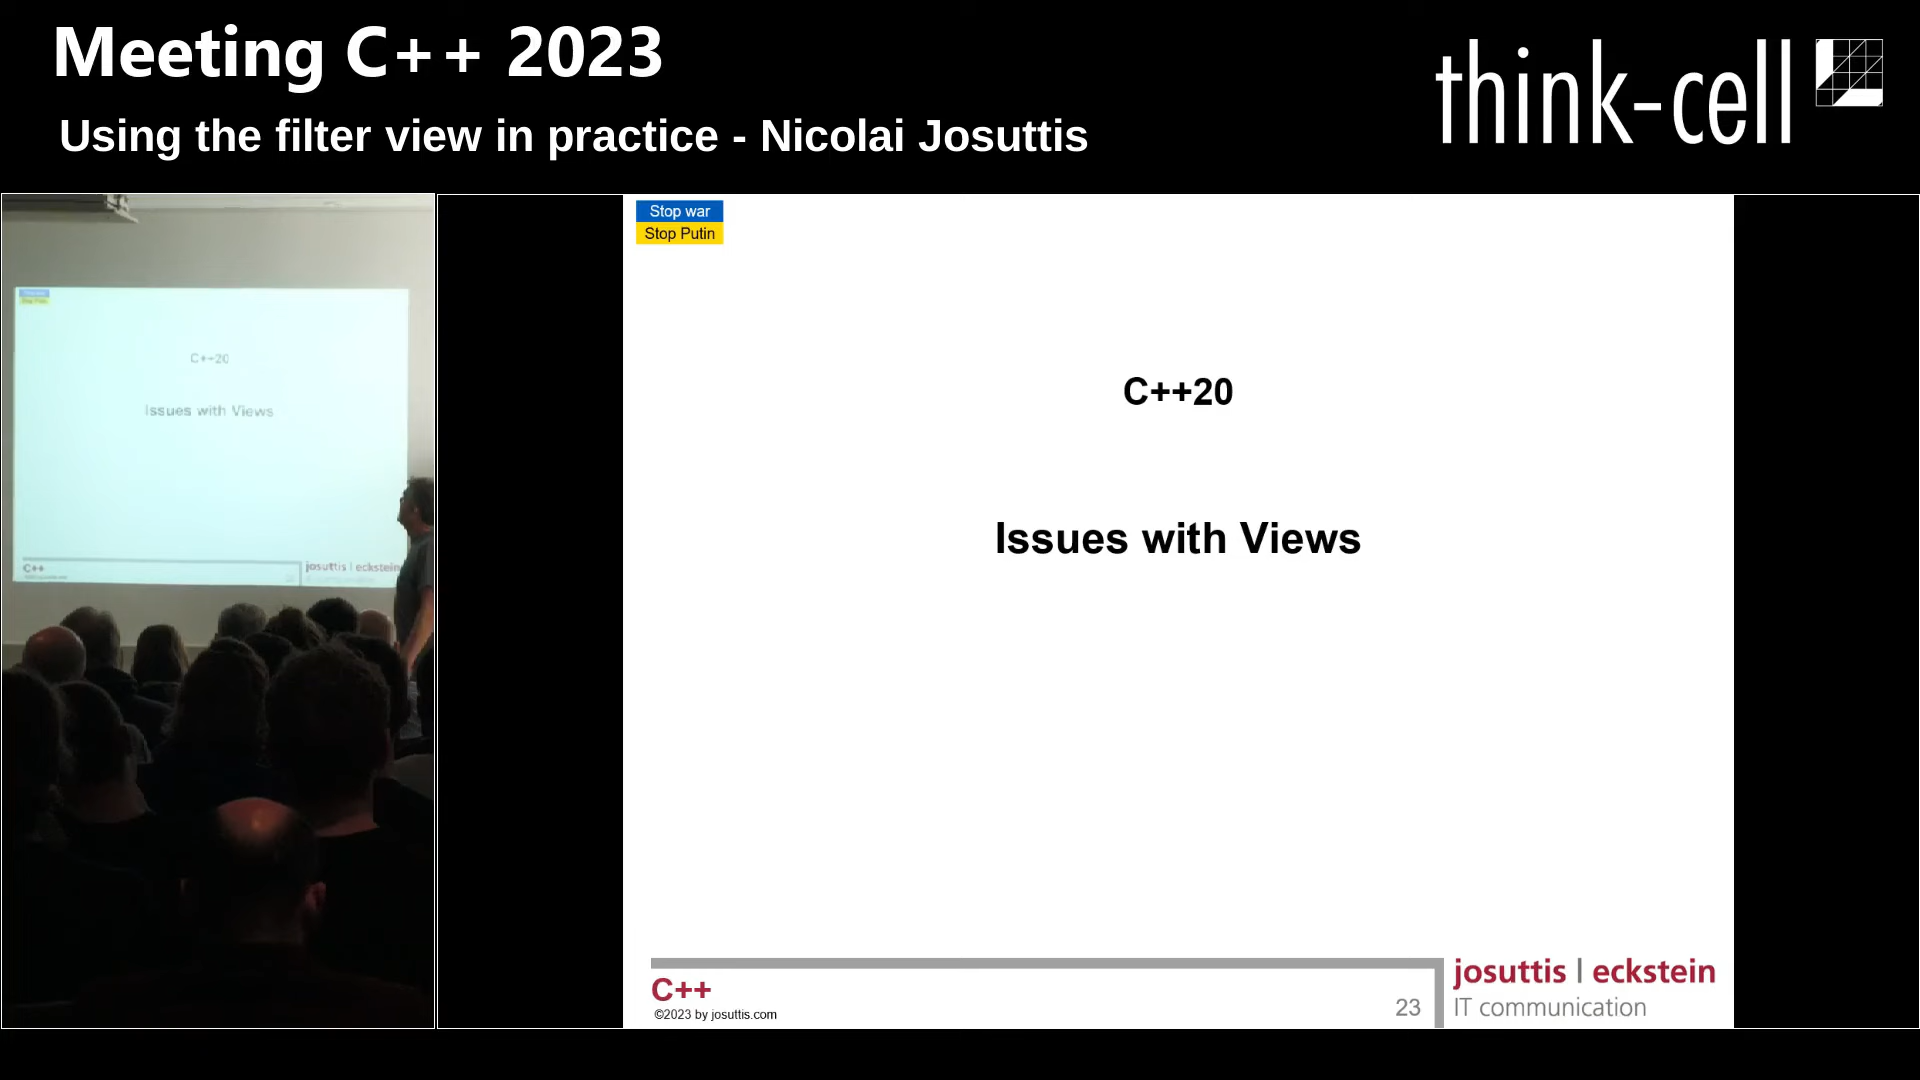 Meeting C++ 2023
Using the filter view in practice - Nicolai Josuttis
think-cell
C++20
Issues with Views
C++
josuttis | eckstein
Stop war
Stop Putin
C++20
Issues with Views
C++
©2023 by josuttis.com
23
josuttis | eckstein
IT communication